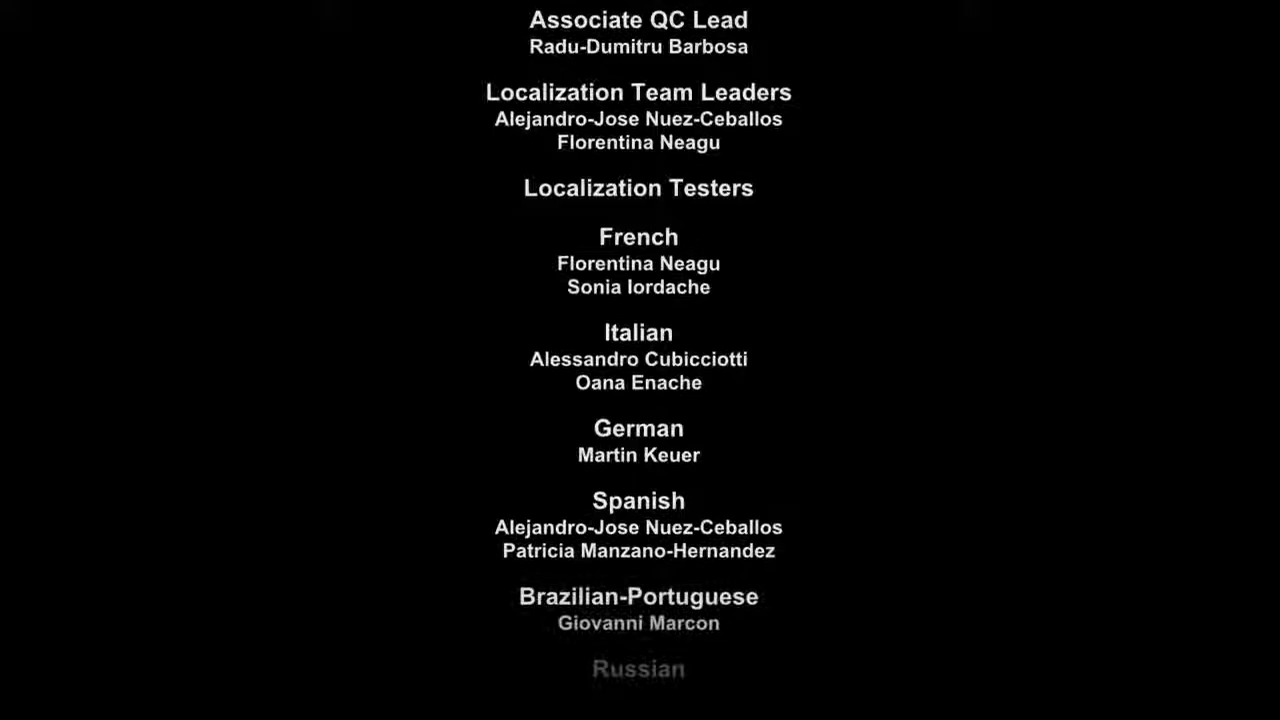 Associate QC Lead
Radu-Dumitru Barbosa
Localization Team Leaders
Alejandro-Jose Nuez-Ceballos
Florentina Neagu
Localization Testers
French
Florentina Neagu
Sonia Iordache
Italian
Alessandro Cubicciotti
Oana Enache
German
Martin Keuer
Spanish
Alejandro-Jose Nuez-Ceballos
Patricia Manzano-Hernandez
Brazilian-Portuguese
Giovanni Marcon
Russian